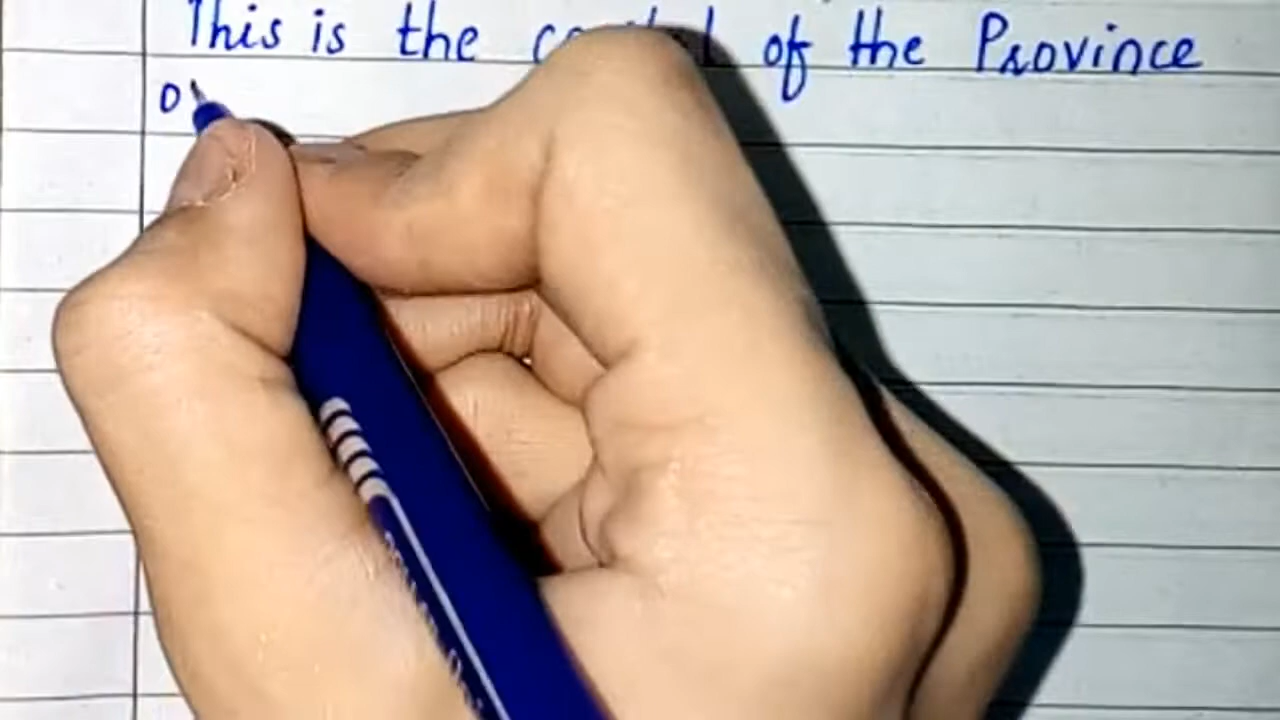 This is the of the Province
o